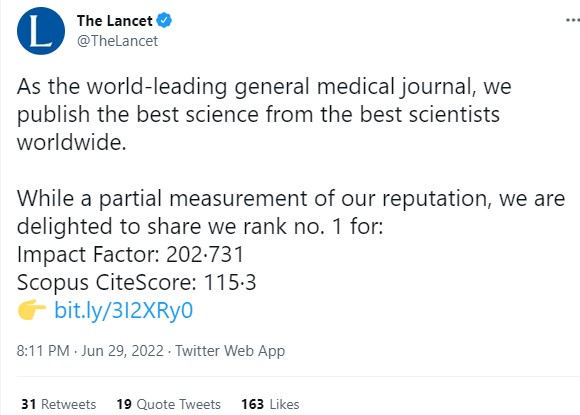 The Lancet
@TheLancet
As the world-leading general medical journal, we
publish the best science from the best scientists
worldwide.
While a partial measurement of our reputation, we are
delighted to share we rank no. 1 for:
Impact Factor: 202·731
Scopus CiteScore: 115·3
👉 bit.ly/3I2XRy0
8:11 PM · Jun 29, 2022 · Twitter Web App
31 Retweets 19 Quote Tweets 163 Likes